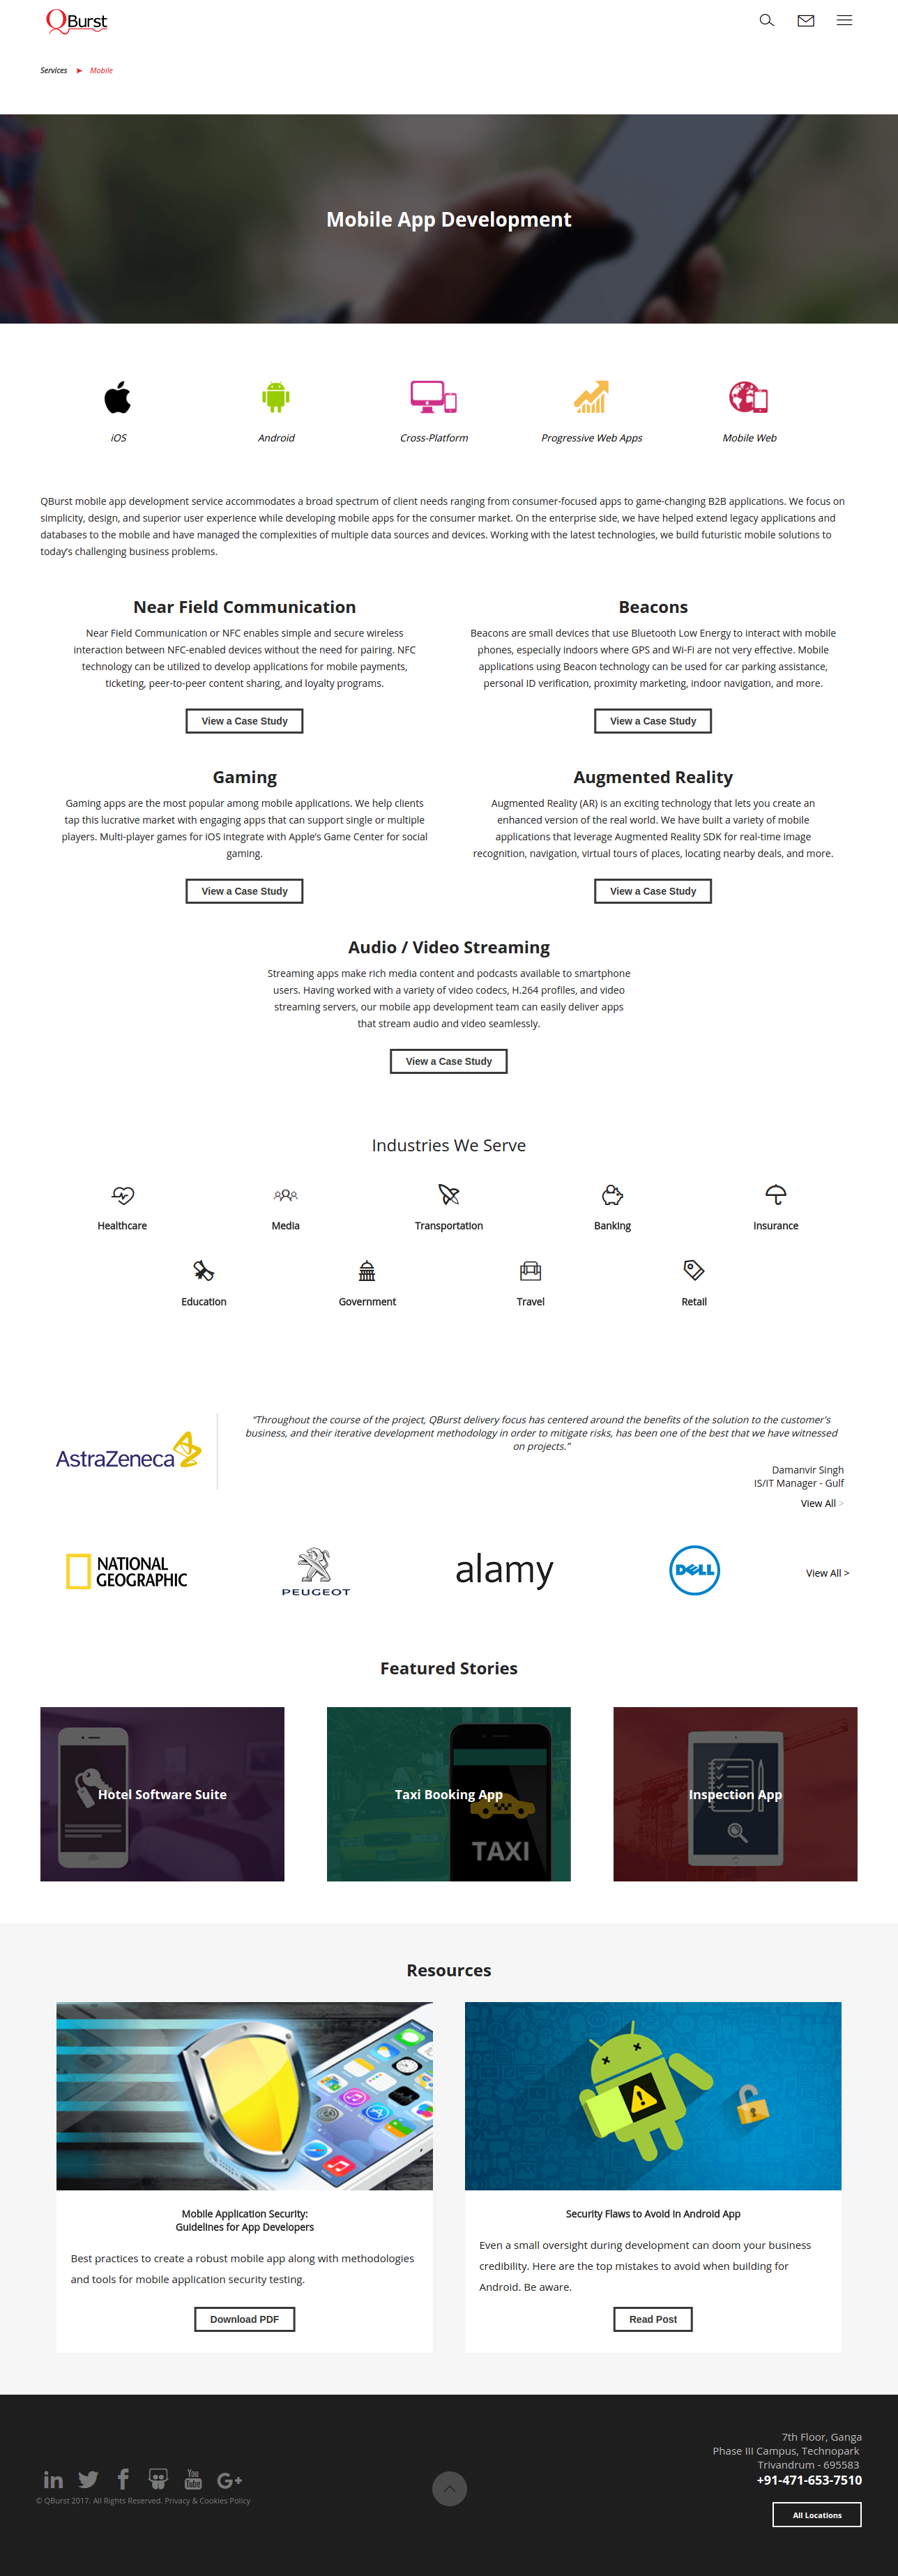 QBurst
Services ➤ Mobile
Mobile App Development
iOS
Android
Cross-Platform
Progressive Web Apps
Mobile Web
QBurst mobile app development service accommodates a broad spectrum of client needs ranging from consumer-focused apps to game-changing B2B applications. We focus on
simplicity, design, and superior user experience while developing mobile apps for the consumer market. On the enterprise side, we have helped extend legacy applications and
databases to the mobile and have managed the complexities of multiple data sources and devices. Working with the latest technologies, we build futuristic mobile solutions to
today's challenging business problems.
Near Field Communication
Near Field Communication or NFC enables simple and secure wireless
interaction between NFC-enabled devices without the need for pairing. NFC
technology can be utilized to develop applications for mobile payments,
ticketing, peer-to-peer content sharing, and loyalty programs.
View a Case Study
Beacons
Beacons are small devices that use Bluetooth Low Energy to interact with mobile
phones, especially indoors where GPS and Wi-Fi are not very effective. Mobile
applications using Beacon technology can be used for car parking assistance,
personal ID verification, proximity marketing, indoor navigation, and more.
View a Case Study
Gaming
Gaming apps are the most popular among mobile applications. We help clients
tap this lucrative market with engaging apps that can support single or multiple
players. Multi-player games for iOS integrate with Apple's Game Center for social
gaming.
View a Case Study
Augmented Reality
Augmented Reality (AR) is an exciting technology that lets you create an
enhanced version of the real world. We have built a variety of mobile
applications that leverage Augmented Reality SDK for real-time image
recognition, navigation, virtual tours of places, locating nearby deals, and more.
View a Case Study
Audio / Video Streaming
Streaming apps make rich media content and podcasts available to smartphone
users. Having worked with a variety of video codecs, H.264 profiles, and video
streaming servers, our mobile app development team can easily deliver apps
that stream audio and video seamlessly.
View a Case Study
Industries We Serve
Healthcare
Media
Transportation
Banking
Insurance
Education
Government
Travel
Retail
AstraZeneca
“Throughout the course of the project, QBurst delivery focus has centered around the benefits of the solution to the customer's
business, and their iterative development methodology in order to mitigate risks, has been one of the best that we have witnessed
on projects.”
Damanvir Singh
IS/IT Manager - Gulf
View All >
NATIONAL
GEOGRAPHIC
PEUGEOT
alamy
DELL
View All >
Featured Stories
Hotel Software Suite
Taxi Booking App
TAXI
Inspection App
Resources
Mobile Application Security:
Guidelines for App Developers
Best practices to create a robust mobile app along with methodologies
and tools for mobile application security testing.
Download PDF
Security Flaws to Avoid in Android App
Even a small oversight during development can doom your business
credibility. Here are the top mistakes to avoid when building for
Android. Be aware.
Read Post
You
Tube
© QBurst 2017. All Rights Reserved. Privacy & Cookies Policy
7th Floor, Ganga
Phase III Campus, Technopark
Trivandrum - 695583
+91-471-653-7510
All Locations